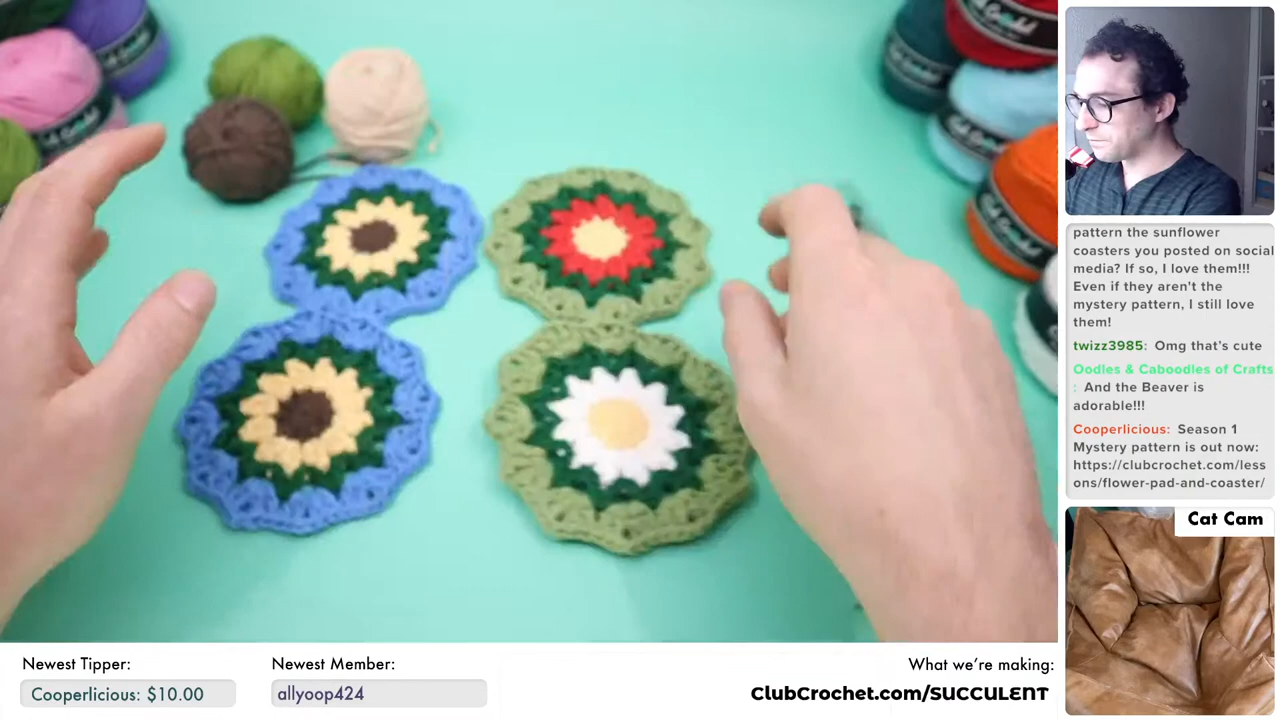 pattern the sunflower
coasters you posted on social
media? If so, I love them!!!
Even if they aren't the
mystery pattern, I still love
them!
twizz3985: Omg that's cute
Oodles & Caboodles of Crafts
: And the Beaver is
adorable!!!
Cooperlicious: Season 1
Mystery pattern is out now:
https://clubcrochet.com/less
ons/flower-pad-and-coaster/
Cat Cam
Newest Tipper:
Cooperlicious: $10.00
Newest Member:
allyoop424
What we're making:
ClubCrochet.com/SUCCULENT